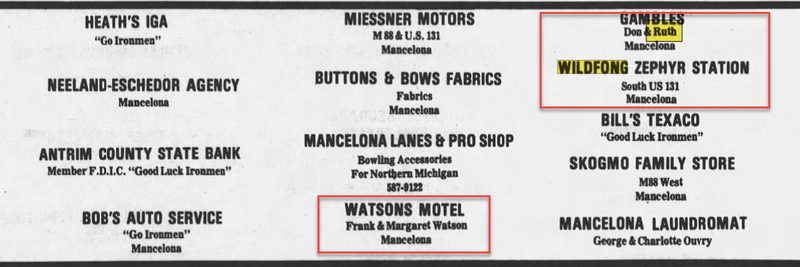 HEATH'S IGA
"Go Ironmen"
NEELAND-ESCHEDOR AGENCY
Mancelona
ANTRIM COUNTY STATE BANK
Member F.D.I.C. "Good Luck Ironmen"
BOB'S AUTO SERVICE
"Go Ironmen"
Mancelona
MIESSNER MOTORS
M 88 & U.S. 131
Mancelona
BUTTONS & BOWS FABRICS
Fabrics
Mancelona
MANCELONA LANES & PRO SHOP
Bowling Accessories
For Northern Michigan
587-9122
WATSONS MOTEL
Frank & Margaret Watson
Mancelona
GAMBLES
Don & Ruth
Mancelona
WILDFONG ZEPHYR STATION
South US 131
Mancelona
BILL'S TEXACO
"Good Luck Ironmen"
SKOGMO FAMILY STORE
M88 West
Mancelona
MANCELONA LAUNDROMAT
George & Charlotte Ouvry